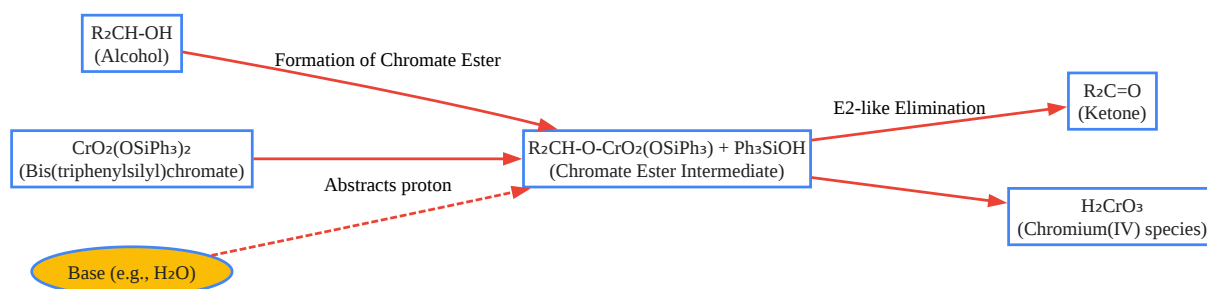 R₂CH-OH
(Alcohol)
Formation of Chromate Ester
CrO₂(OSiPh₃)₂
(Bis(triphenylsilyl)chromate)
Abstracts proton
Base (e.g., H₂O)
R₂CH-O-CrO₂(OSiPh₃) + Ph₃SiOH
(Chromate Ester Intermediate)
E2-like Elimination
R₂C=O
(Ketone)
H₂CrO₃
(Chromium(IV) species)